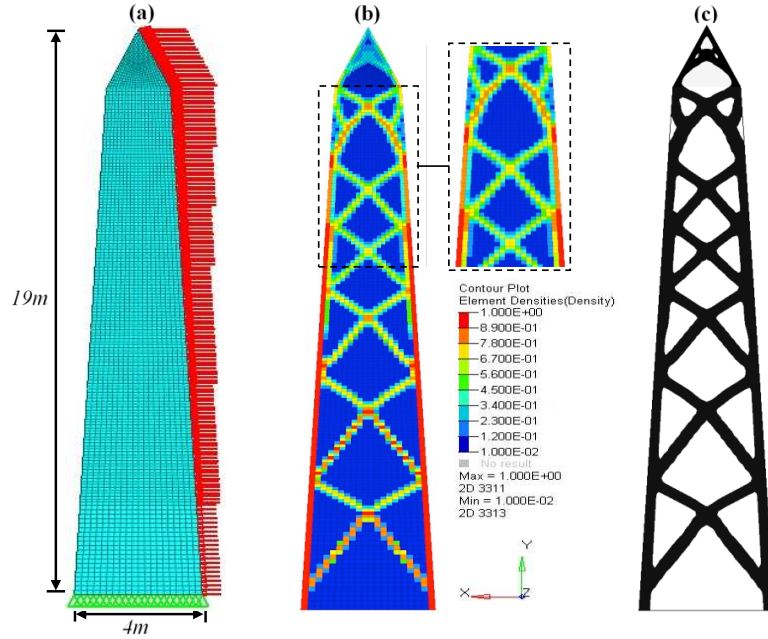 (a)
(b)
(c)
19m
4m
Contour Plot
Element Densities(Density)
1.000E+00
8.900E-01
7.800E-01
6.700E-01
5.600E-01
4.500E-01
3.400E-01
2.300E-01
1.200E-01
1.000E-02
No result
Max = 1.000E+00
2D 3311
Min = 1.000E-02
2D 3313
Y
X
Z